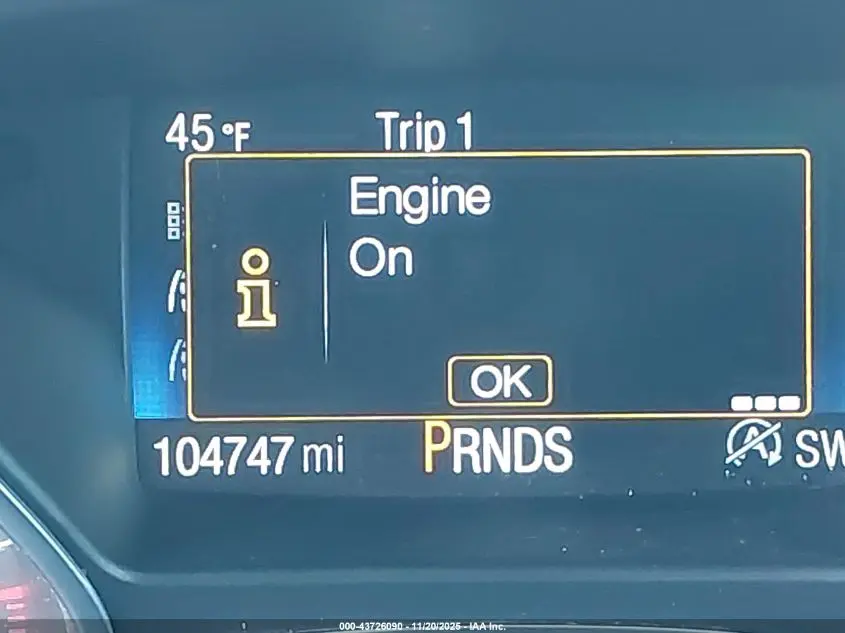 45 °F Trip 1
Engine
On
OK
104747 mi PRNDS SW
000-43726090 - 11/20/2025 - IAA Inc.